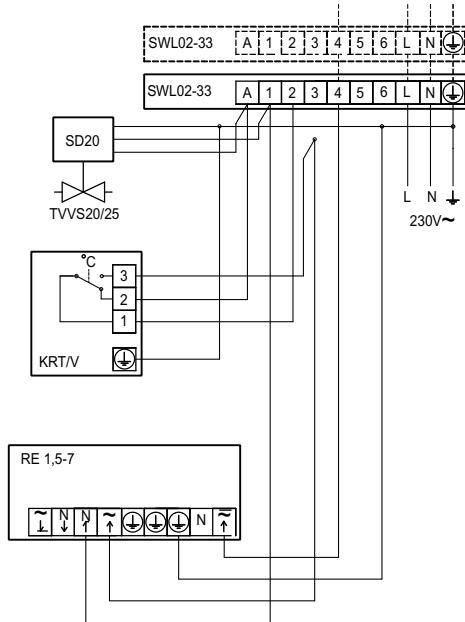 SWL02-33 A 1 2 3 4 5 6 L N
SWL02-33 A 1 2 3 4 5 6 L N
SD20
TVVS20/25
L N
230V~
°C
3
2
1
KRT/V
RE 1,5-7
~ N N ~ N ~